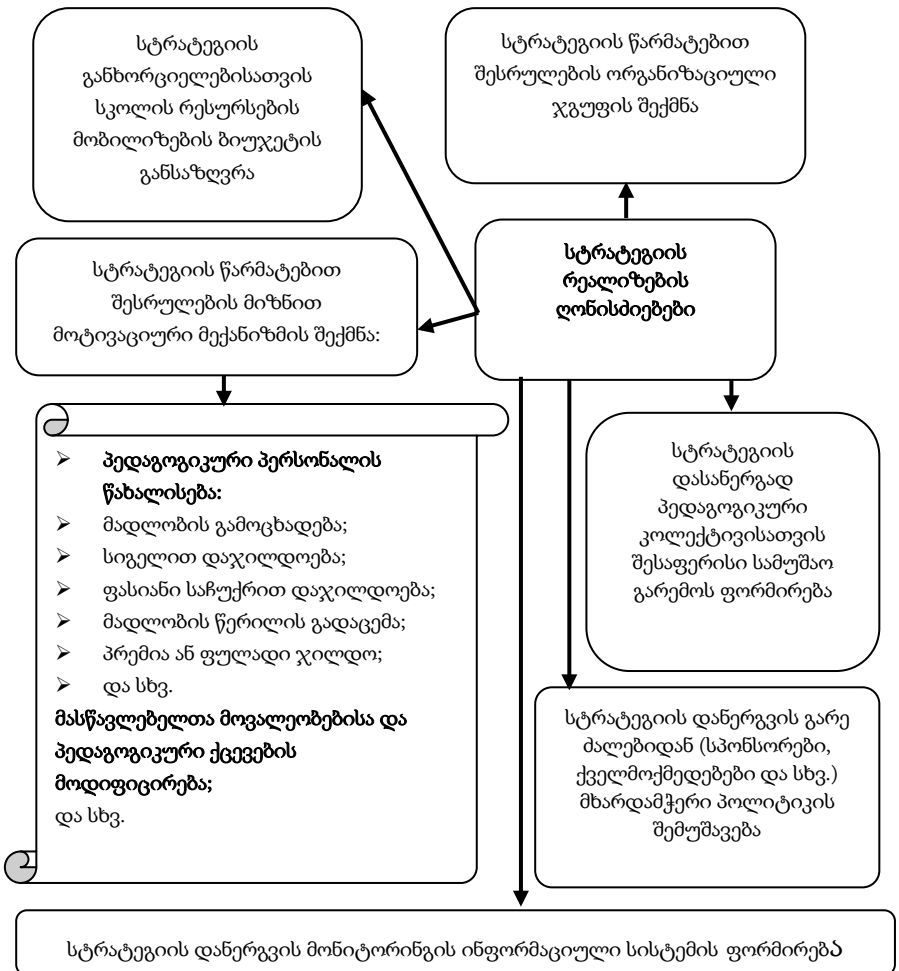 სტრატეგიის
განხორციელებისათვის
სკოლის რესურსების
მობილიზების ბიუჯეტის
განსაზღვრა
სტრატეგიის წარმატებით
შესრულების ორგანიზაციული
ჯგუფის შექმნა
სტრატეგიის წარმატებით
შესრულების მიზნით
მოტივაციური მექანიზმის შექმნა:
სტრატეგიის
რეალიზების
ღონისძიებები
➢ პედაგოგიკური პერსონალის
წახალისება:
➢ მადლობის გამოცხადება;
➢ სიგელით დაჯილდოება;
➢ ფასიანი საჩუქრით დაჯილდოება;
➢ მადლობის წერილის გადაცემა;
➢ პრემია ან ფულადი ჯილდო;
➢ და სხვ.
მასწავლებელთა მოვალეობებისა და
პედაგოგიკური ქცევების
მოდიფიცირება;
და სხვ.
სტრატეგიის
დასანერგად
პედაგოგიკური
კოლექტივისათვის
შესაფერისი სამუშაო
გარემოს ფორმირება
სტრატეგიის დანერგვის გარე
ძალებიდან (სპონსორები,
ქველმოქმედებები და სხვ.)
მხარდამჭერი პოლიტიკის
შემუშავება
სტრატეგიის დანერგვის მონიტორინგის ინფორმაციული სისტემის ფორმირება